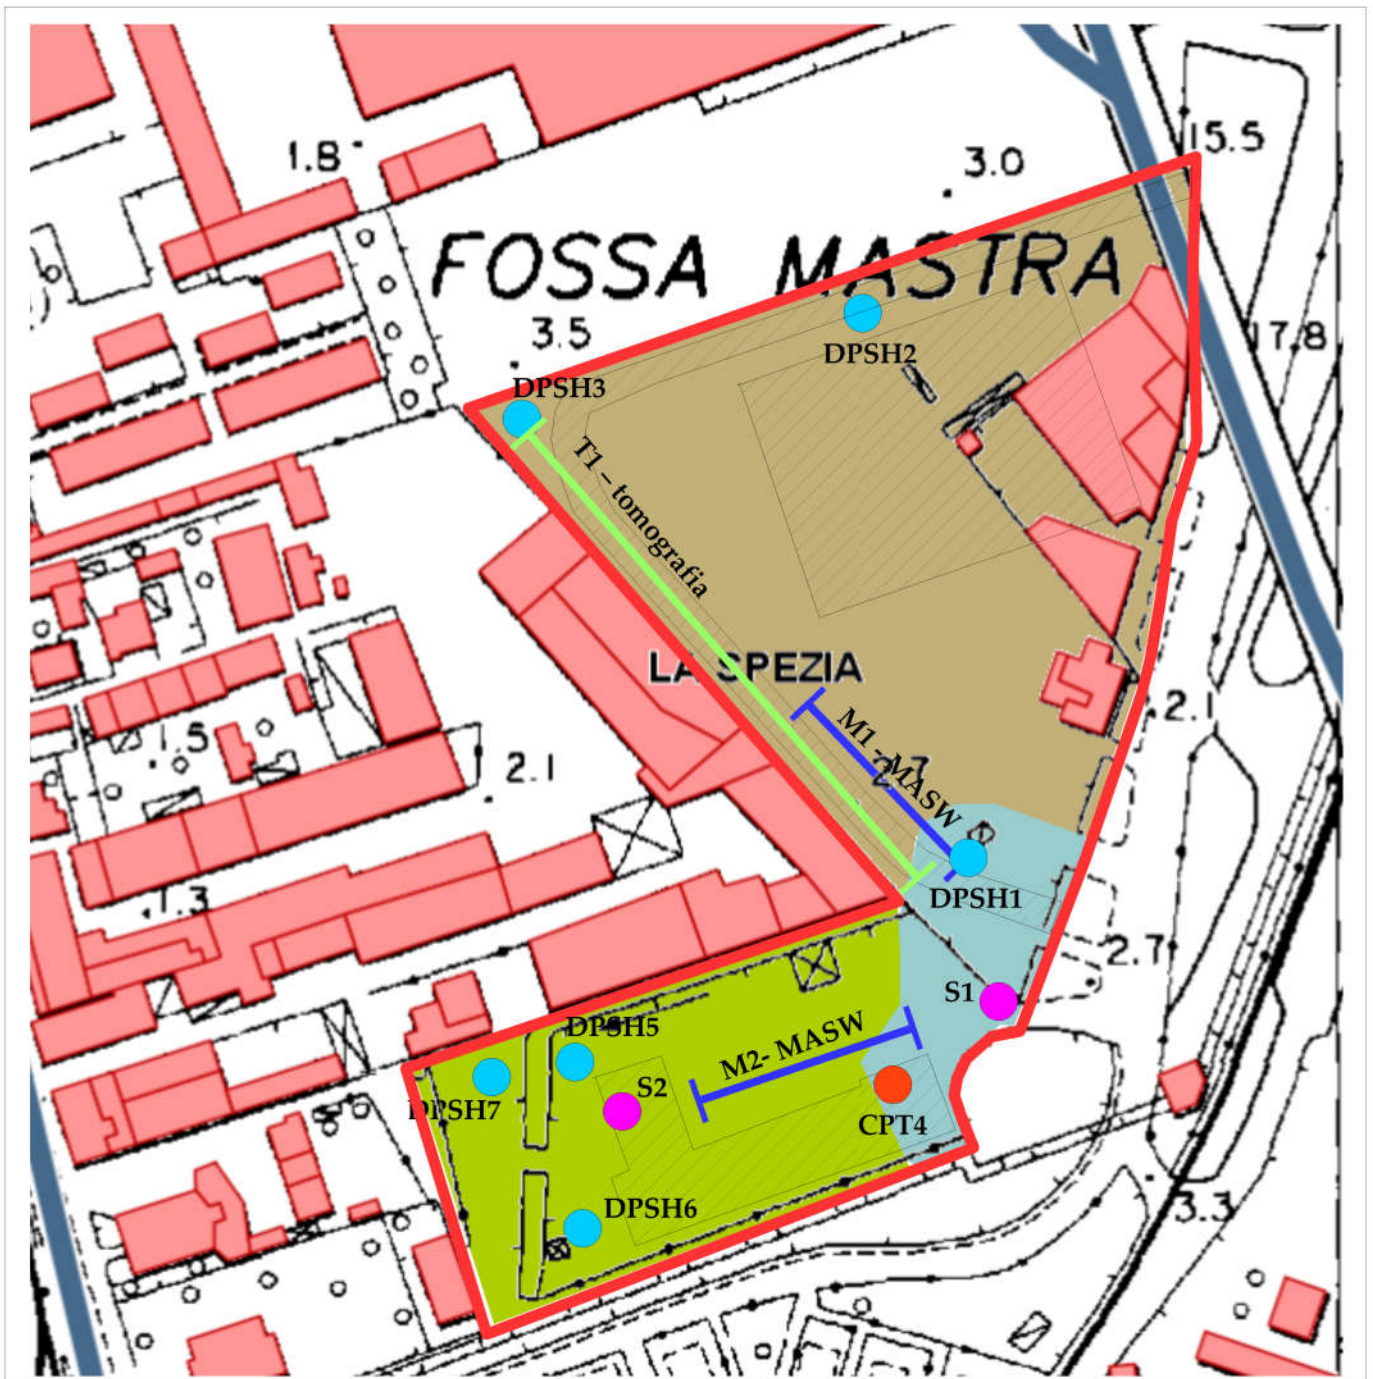 15.5
1.8
3.0
FOSSA MASTRA
3.5
17.8
DPSH2
DPSH3
T1 – tomografia
LA SPEZIA
2.1
M1 - MASW
1.5
2.1
DPSH1
1.3
2.7
S1
DPSH5
M2- MASW
S2
DPSH7
CPT4
3.3
DPSH6